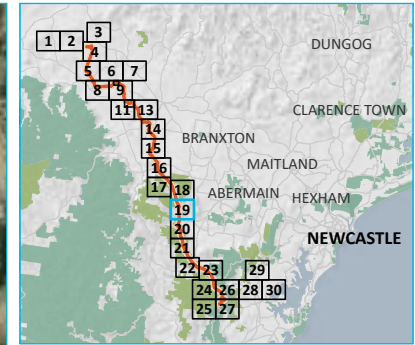 3
1 2
4
DUNGOG
5 6 7
8 9
11 13
CLARENCE TOWN
14
BRANXTON
15
MAITLAND
16
17 18
ABERMAIN
HEXHAM
19
20
NEWCASTLE
21
22 23
29
24 26 28 30
25 27